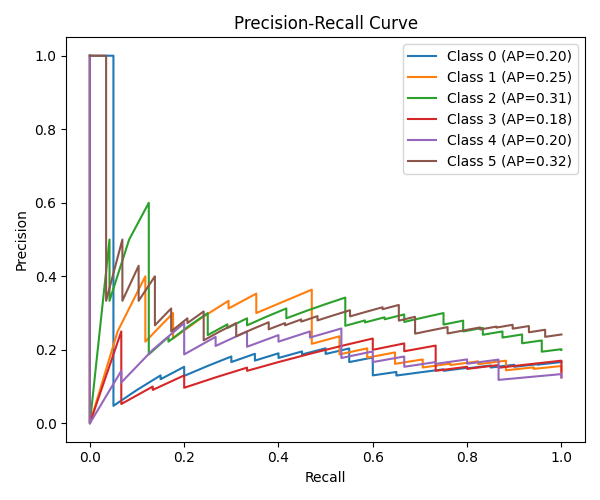 Precision-Recall Curve
Class 0 (AP=0.20)
Class 1 (AP=0.25)
Class 2 (AP=0.31)
Class 3 (AP=0.18)
Class 4 (AP=0.20)
Class 5 (AP=0.32)
Precision
1.0
0.8
0.6
0.4
0.2
0.0
0.0 0.2 0.4 0.6 0.8 1.0
Recall